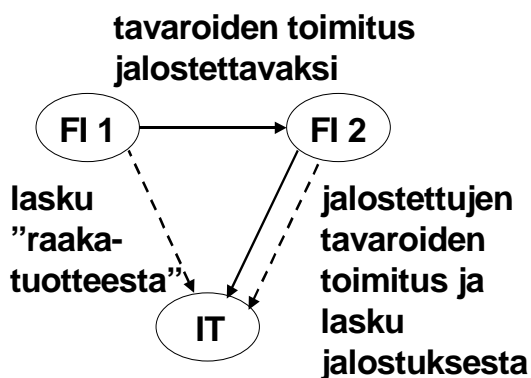 tavaroiden toimitus
jalostettavaksi
FI 1
FI 2
lasku
”raaka-
tuotteesta”
jalostettujen
tavaroiden
toimitus ja
lasku
jalostuksesta
IT